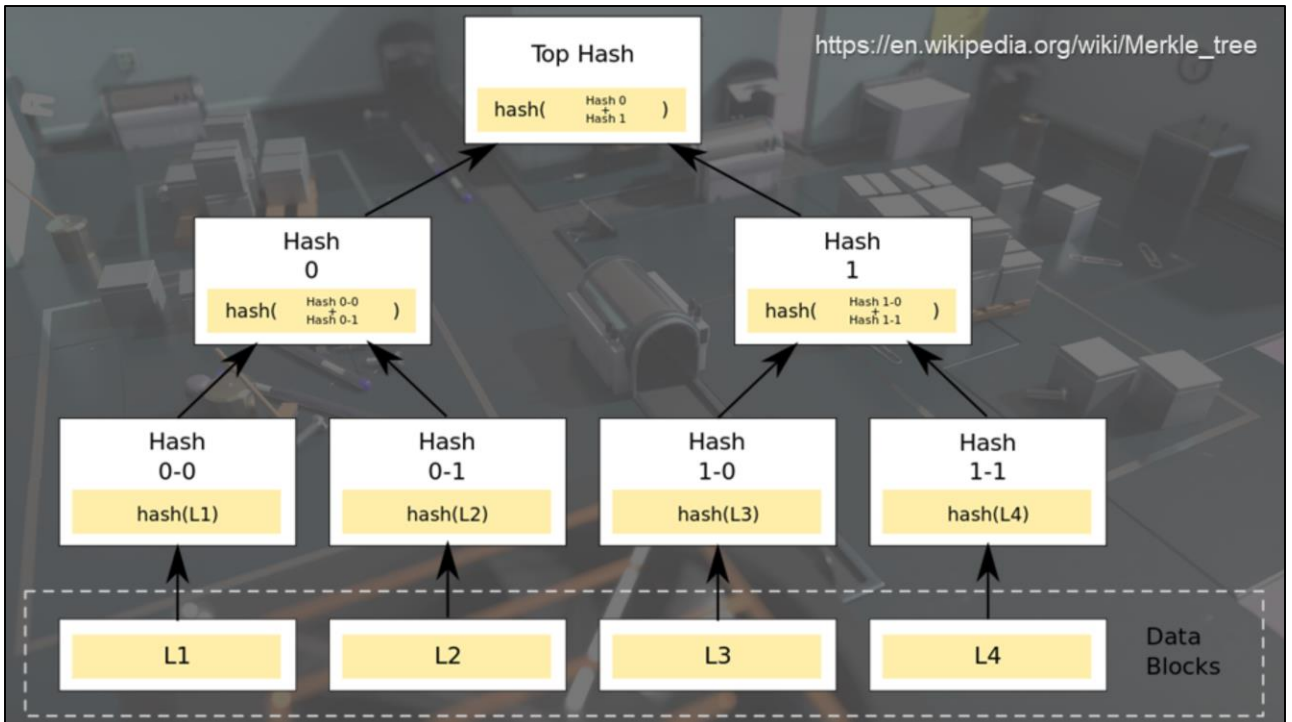 https://en.wikipedia.org/wiki/Merkle_tree
Top Hash
hash( Hash 0 + Hash 1 )
Hash
0
hash( Hash 0-0 + Hash 0-1 )
Hash
1
hash( Hash 1-0 + Hash 1-1 )
Hash
0-0
hash(L1)
Hash
0-1
hash(L2)
Hash
1-0
hash(L3)
Hash
1-1
hash(L4)
L1
L2
L3
L4
Data
Blocks